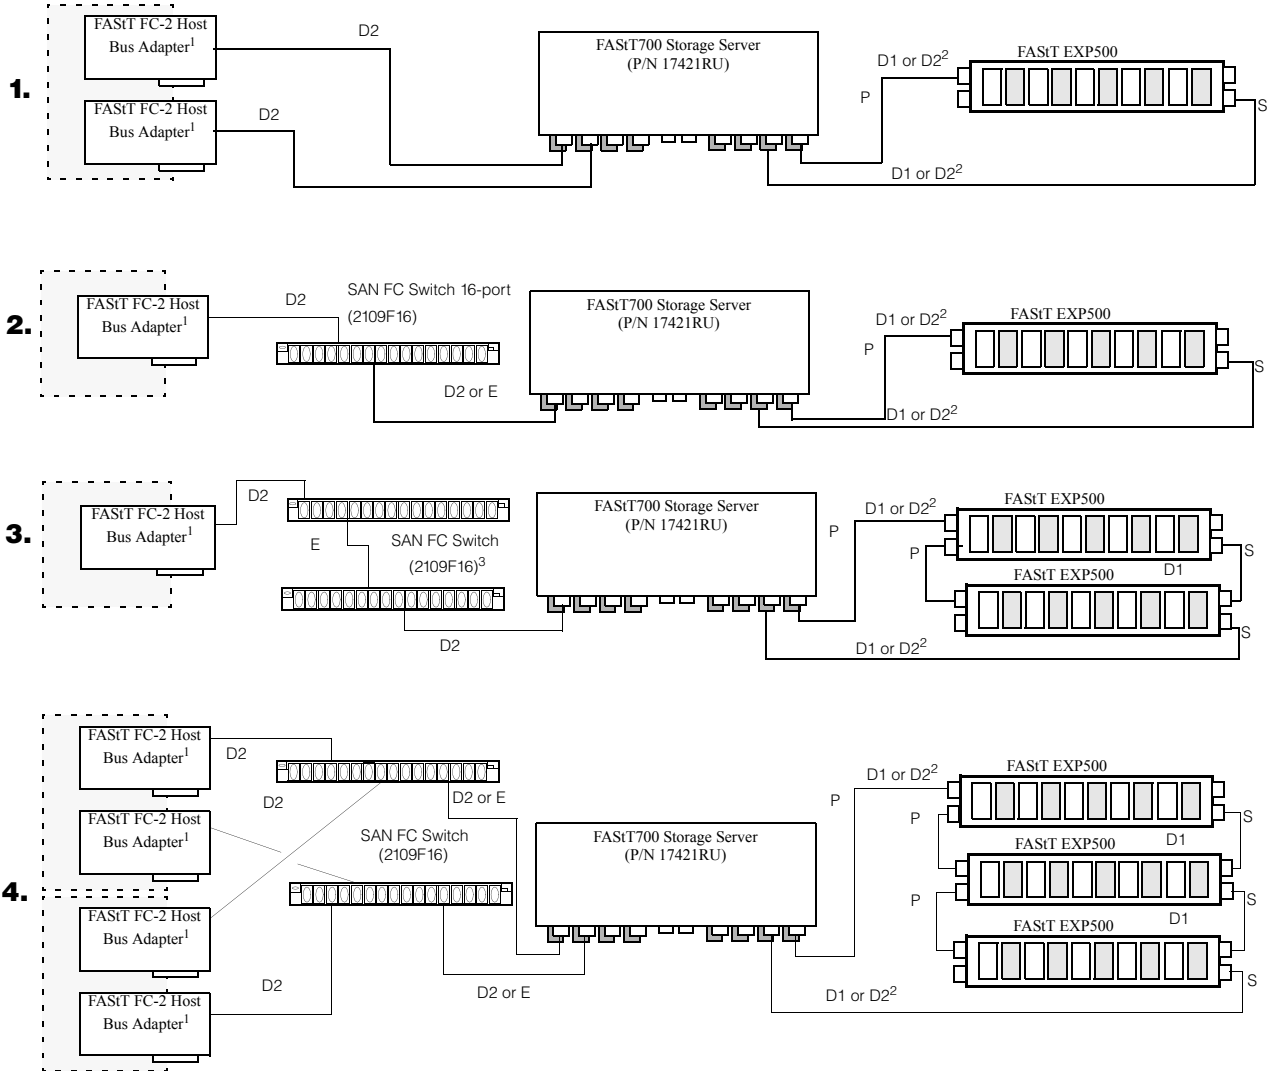 1.
FAStT FC-2 Host
Bus Adapter1
D2
FAStT FC-2 Host
Bus Adapter1
D2
FAStT700 Storage Server
(P/N 17421RU)
D1 or D22
P
FAStT EXP500
S
D1 or D22
2.
FAStT FC-2 Host
Bus Adapter1
D2
SAN FC Switch 16-port
(2109F16)
D2 or E
FAStT700 Storage Server
(P/N 17421RU)
D1 or D22
P
FAStT EXP500
S
D1 or D22
3.
FAStT FC-2 Host
Bus Adapter1
D2
E
SAN FC Switch
(2109F16)3
D2
FAStT700 Storage Server
(P/N 17421RU)
D1 or D22
P
FAStT EXP500
P
S
D1
FAStT EXP500
S
D1 or D22
4.
FAStT FC-2 Host
Bus Adapter1
D2
FAStT FC-2 Host
Bus Adapter1
D2
D2 or E
SAN FC Switch
(2109F16)
FAStT FC-2 Host
Bus Adapter1
FAStT FC-2 Host
Bus Adapter1
D2
D2 or E
FAStT700 Storage Server
(P/N 17421RU)
D1 or D22
P
FAStT EXP500
P
S
D1
FAStT EXP500
P
S
D1
FAStT EXP500
S
D1 or D22